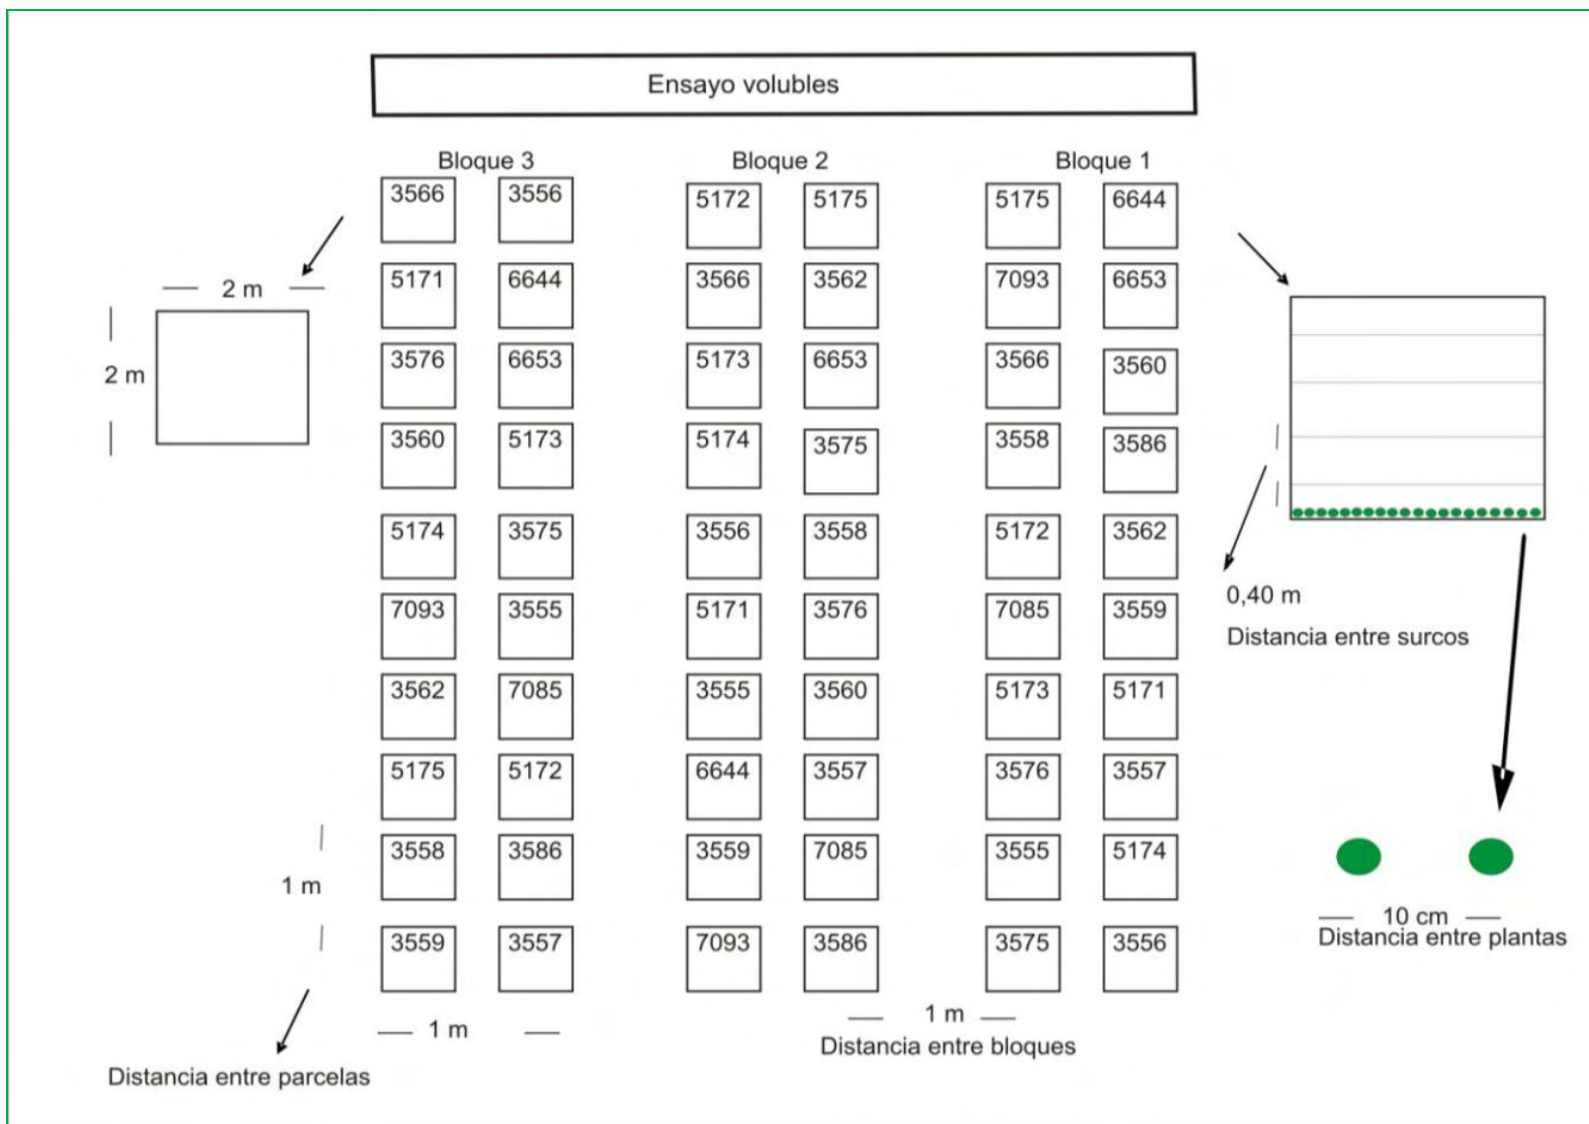 Ensayo volubles
Bloque 3 Bloque 2 Bloque 1
3566 3556 5172 5175 5175 6644
5171 6644 3566 3562 7093 6653
3576 6653 5173 6653 3566 3560
3560 5173 5174 3575 3558 3586
5174 3575 3556 3558 5172 3562
7093 3555 5171 3576 7085 3559
3562 7085 3555 3560 5173 5171
5175 5172 6644 3557 3576 3557
3558 3586 3559 7085 3555 5174
3559 3557 7093 3586 3575 3556
2 m
2 m
1 m
1 m
Distancia entre parcelas
1 m
Distancia entre bloques
0,40 m
Distancia entre surcos
10 cm
Distancia entre plantas